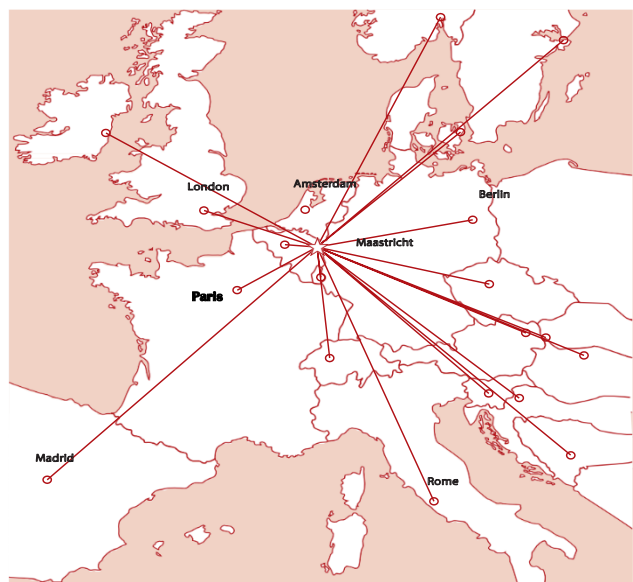 London
Amsterdam
Berlin
Maastricht
Paris
Madrid
Rome